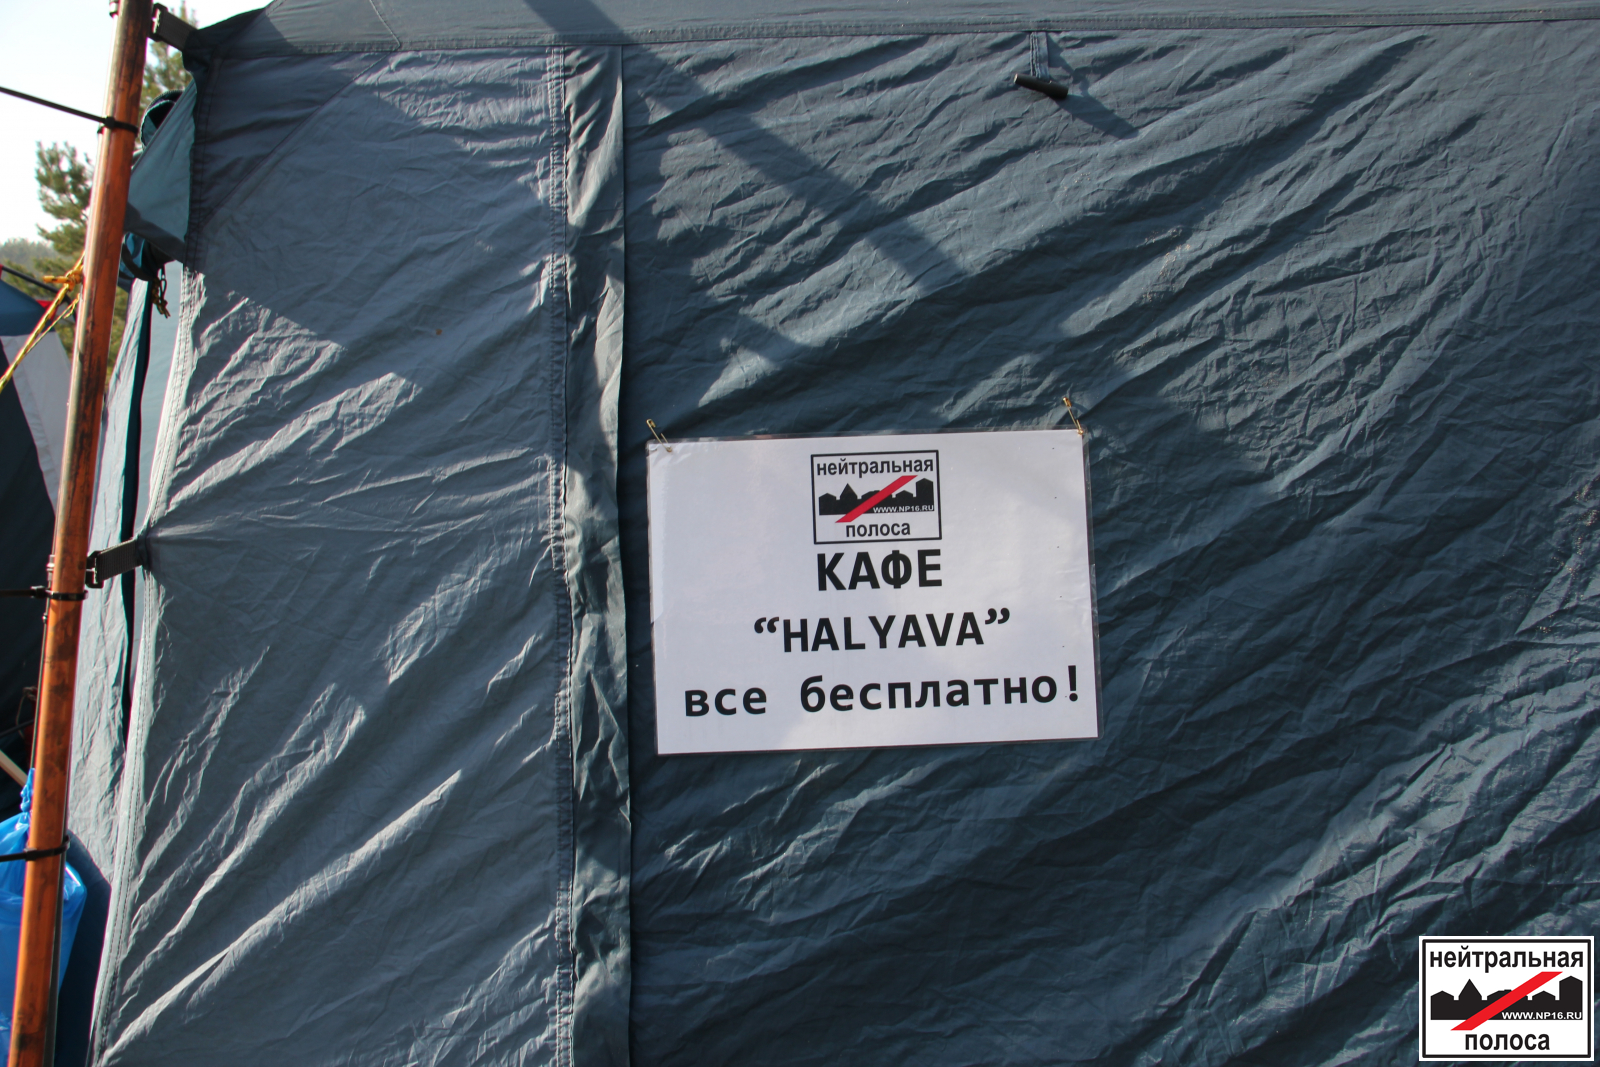 нейтральная
WWW.NP16.RU
полоса
КАФЕ
“HALYAVA”
все бесплатно!
нейтральная
WWW.NP16.RU
полоса